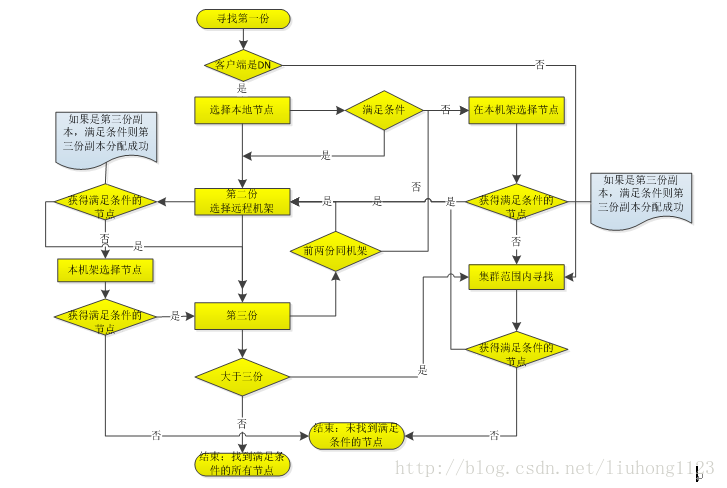 寻找第一份
客户端是DN
否
是
选择本地节点
满足条件
否
在本机架选择节点
如果是第三份副
本，满足条件则第
三份副本分配成功
是
如果是第三份副
本，满足条件则第
三份副本分配成功
获得满足条件的
节点
第二份
选择远程机架
是
是
否
是
获得满足条件的
节点
否
是
前两份同机架
否
本机架选择节点
集群范围内寻找
获得满足条件的
节点
是
第三份
获得满足条件的
节点
大于三份
是
否
否
结束：未找到满足
条件的节点
否
结束：找到满足条
件的所有节点
http://blog.csdn.net/liuhong1123